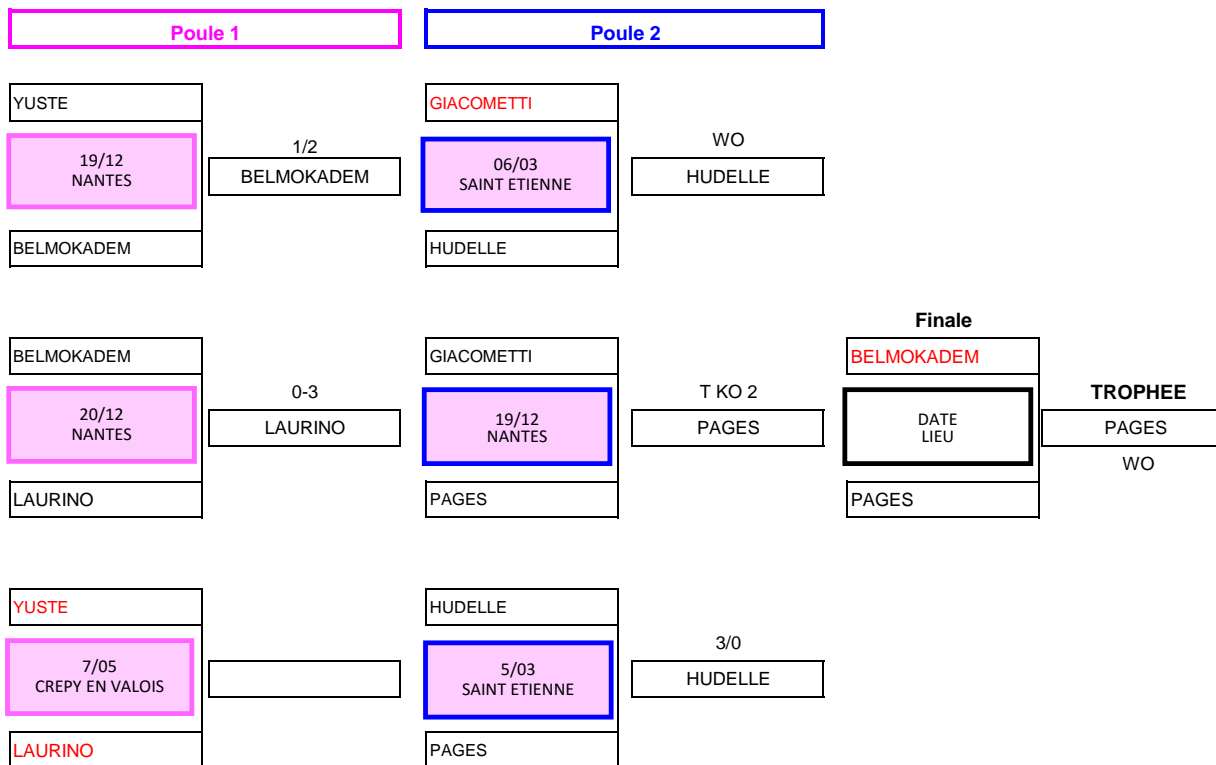 Poule 1
Poule 2
YUSTE
GIACOMETTI
19/12
NANTES
1/2
BELMOKADEM
06/03
SAINT ETIENNE
WO
HUDELLE
BELMOKADEM
HUDELLE
Finale
BELMOKADEM
GIACOMETTI
BELMOKADEM
20/12
NANTES
0-3
LAURINO
19/12
NANTES
T KO 2
PAGES
DATE
LIEU
TROPHEE
PAGES
WO
LAURINO
PAGES
PAGES
YUSTE
HUDELLE
7/05
CREPY EN VALOIS
5/03
SAINT ETIENNE
3/0
HUDELLE
LAURINO
PAGES